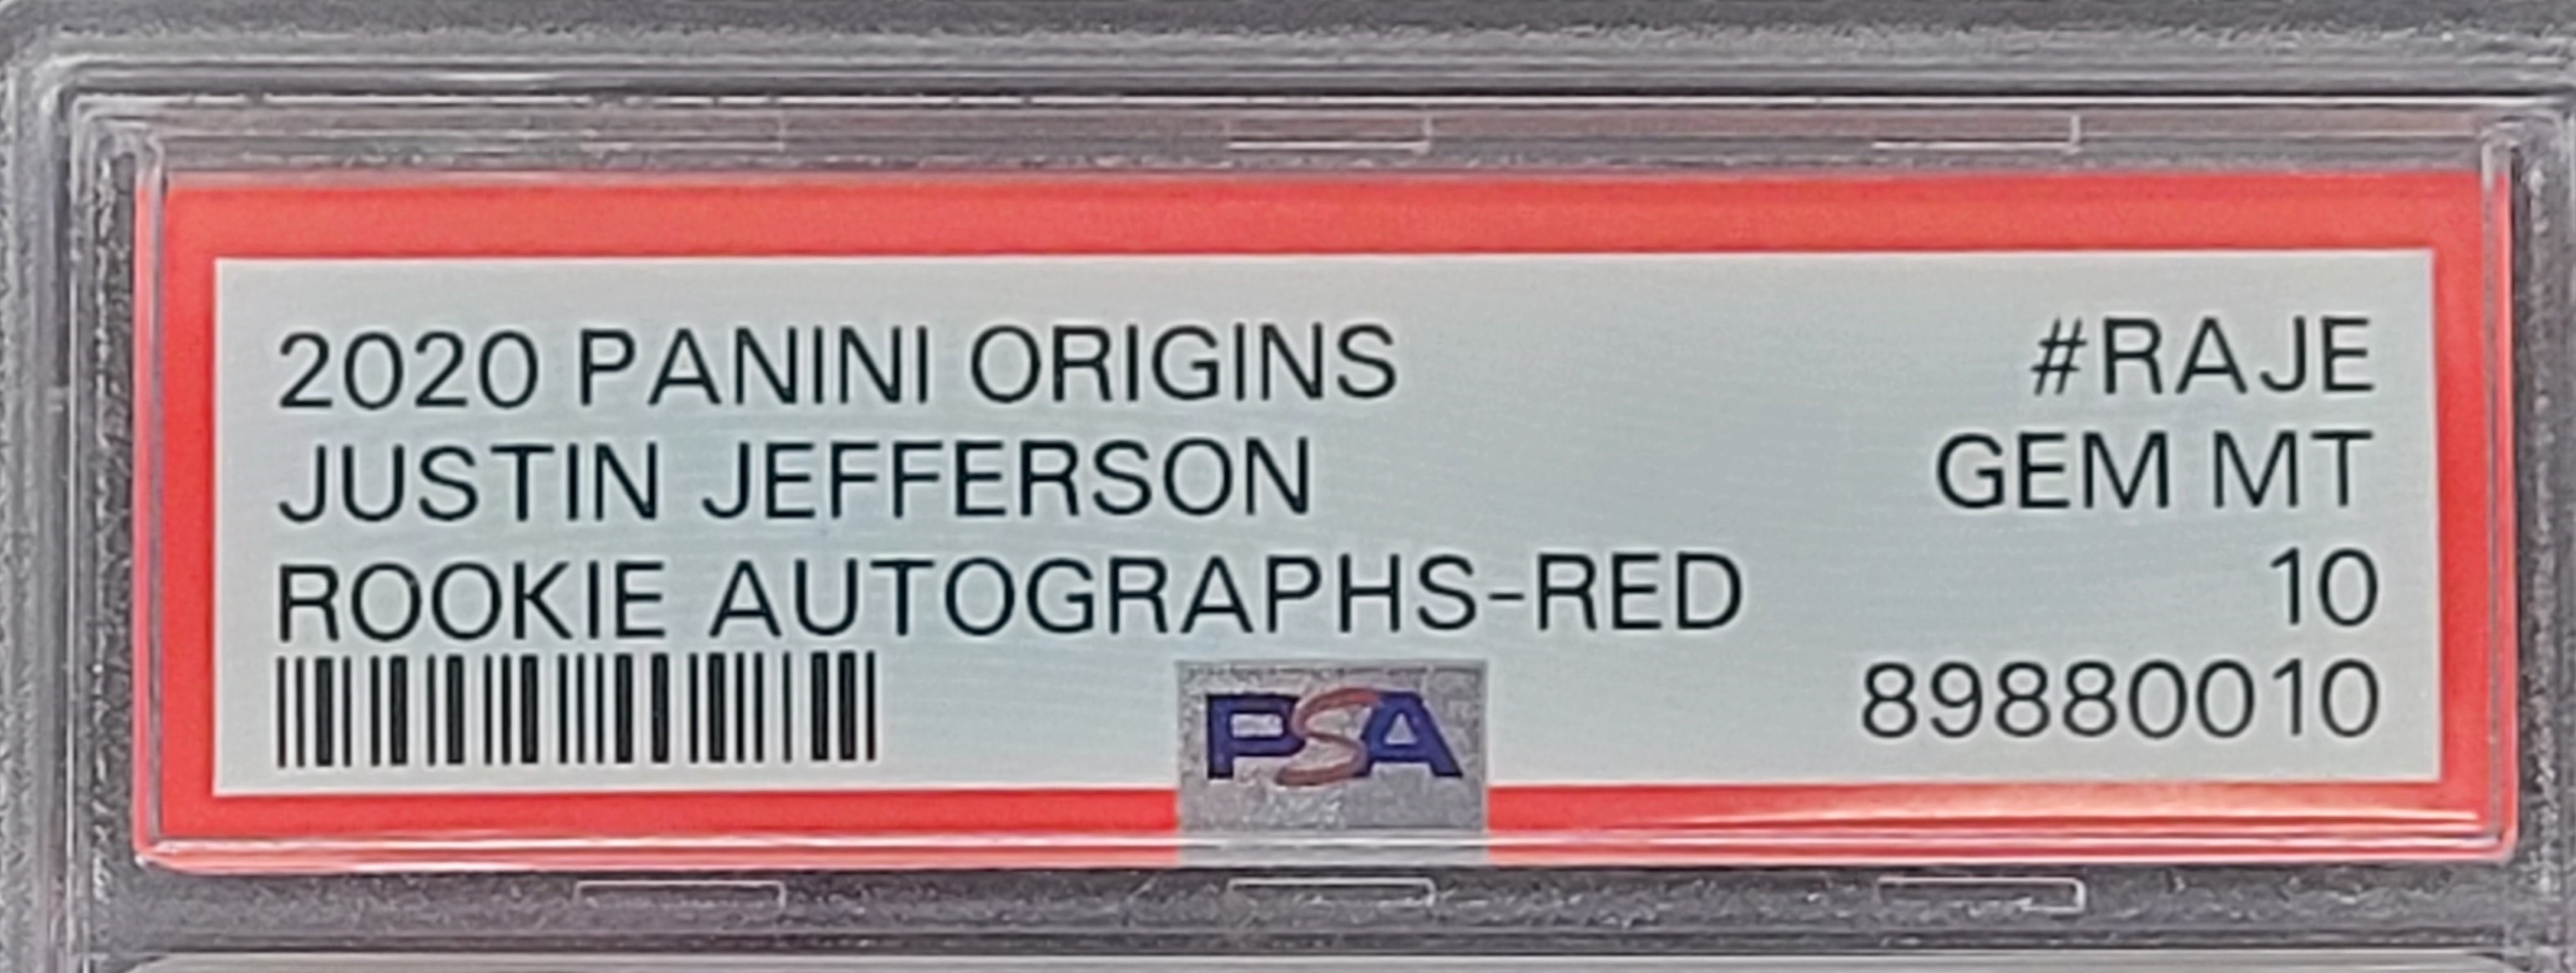 2020 PANINI ORIGINS #RAJE
JUSTIN JEFFERSON GEM MT
ROOKIE AUTOGRAPHS-RED 10
PSA 89880010